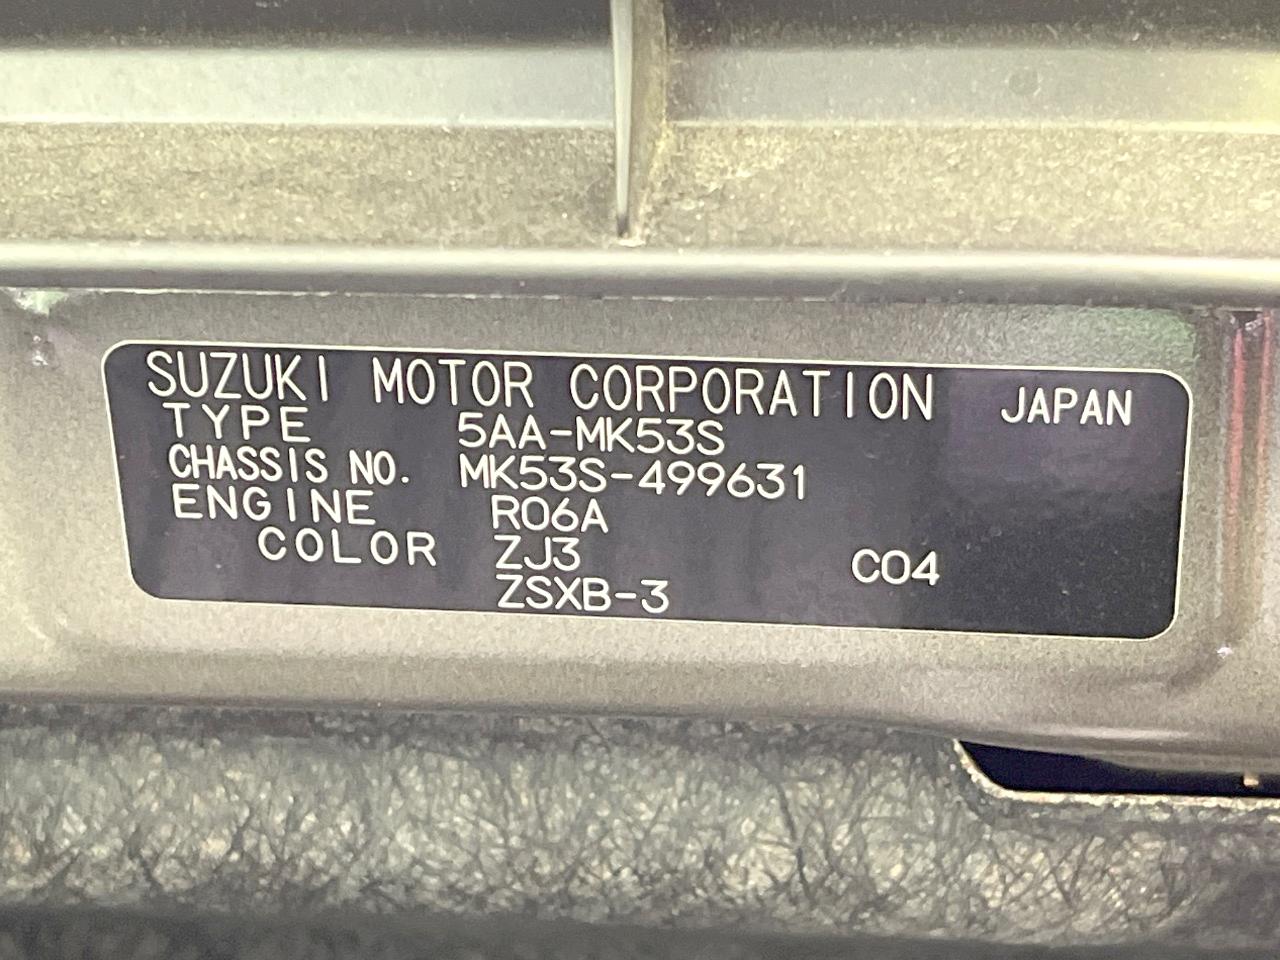 SUZUKI MOTOR CORPORATION JAPAN
TYPE 5AA-MK53S
CHASSIS NO. MK53S-499631
ENGINE R06A
COLOR ZJ3 C04
ZSXB-3